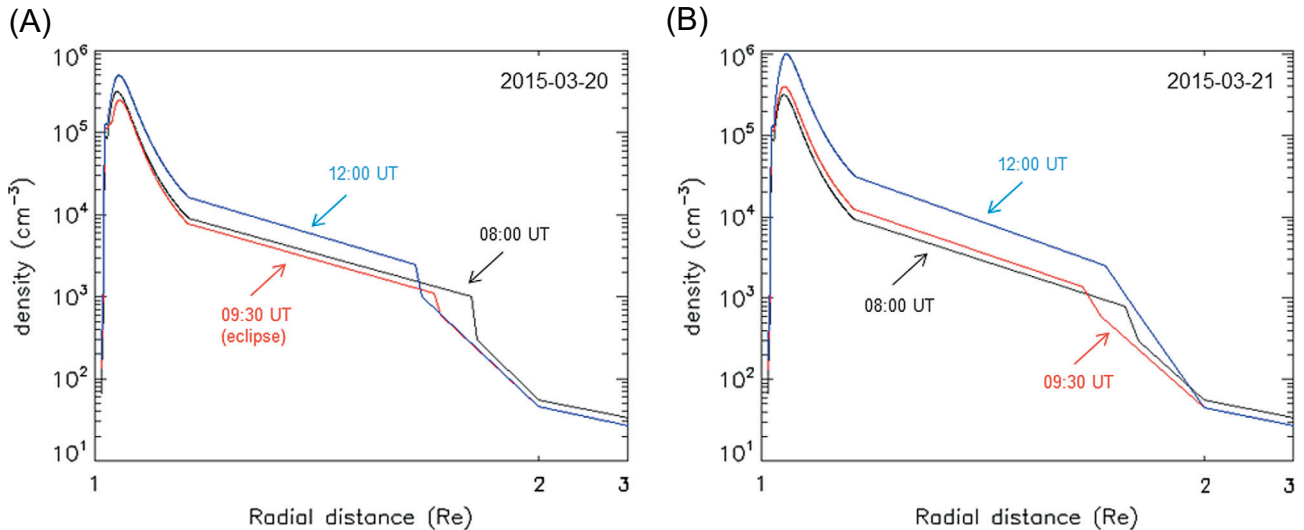 (A)
2015-03-20
density (cm⁻³)
10⁶
10⁵
10⁴
10³
10²
10¹
12:00 UT
08:00 UT
09:30 UT
(eclipse)
1
2
3
Radial distance (Re)
(B)
2015-03-21
density (cm⁻³)
10⁶
10⁵
10⁴
10³
10²
10¹
12:00 UT
08:00 UT
09:30 UT
1
2
3
Radial distance (Re)